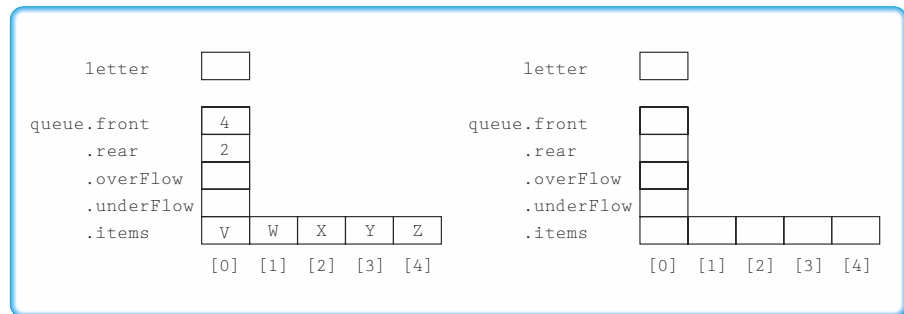 letter letter
queue.front 4 queue.front
.rear 2 .rear
.overFlow .overFlow
.underFlow .underFlow
.items V W X Y Z .items
[0] [1] [2] [3] [4] [0] [1] [2] [3] [4]